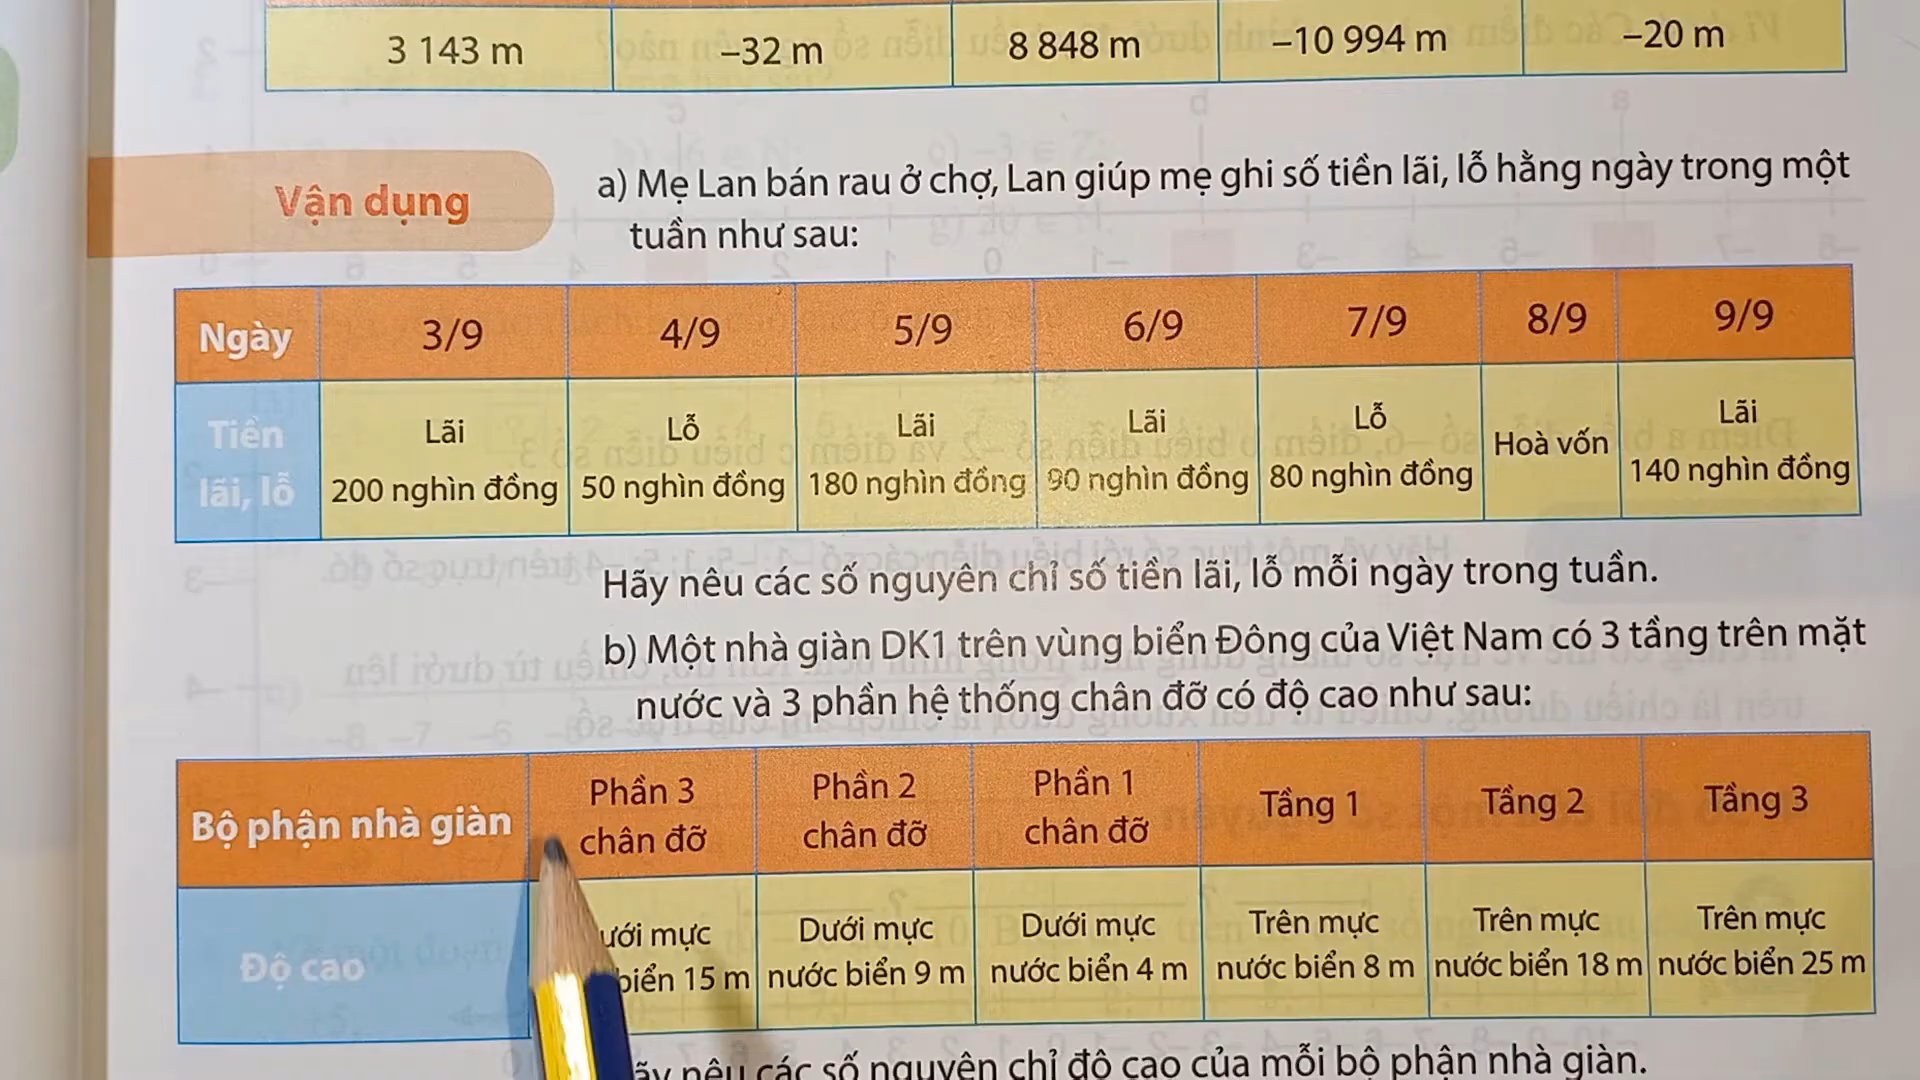 3 143 m –32 m 8 848 m –10 994 m –20 m
Vận dụng
a) Mẹ Lan bán rau ở chợ, Lan giúp mẹ ghi số tiền lãi, lỗ hằng ngày trong một
tuần như sau:
Ngày 3/9 4/9 5/9 6/9 7/9 8/9 9/9
Tiền
lãi, lỗ
Lãi
200 nghìn đồng
Lỗ
50 nghìn đồng
Lãi
180 nghìn đồng
Lãi
90 nghìn đồng
Lỗ
80 nghìn đồng
Hoà vốn
Lãi
140 nghìn đồng
Hãy nêu các số nguyên chỉ số tiền lãi, lỗ mỗi ngày trong tuần.
b) Một nhà giàn DK1 trên vùng biển Đông của Việt Nam có 3 tầng trên mặt
nước và 3 phần hệ thống chân đỡ có độ cao như sau:
Bộ phận nhà giàn
Phần 3
chân đỡ
Phần 2
chân đỡ
Phần 1
chân đỡ
Tầng 1
Tầng 2
Tầng 3
Độ cao
mực
biển 15 m
Dưới mực
nước biển 9 m
Dưới mực
nước biển 4 m
Trên mực
nước biển 8 m
Trên mực
nước biển 18 m
Trên mực
nước biển 25 m
nêu các số nguyên chỉ độ cao của mỗi bộ phận nhà giàn.